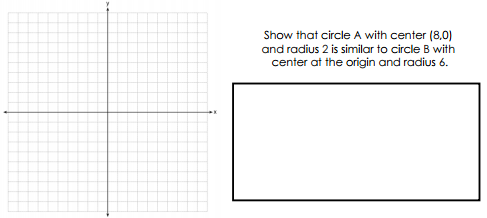 y
x
Show that circle A with center (8,0)
and radius 2 is similar to circle B with
center at the origin and radius 6.